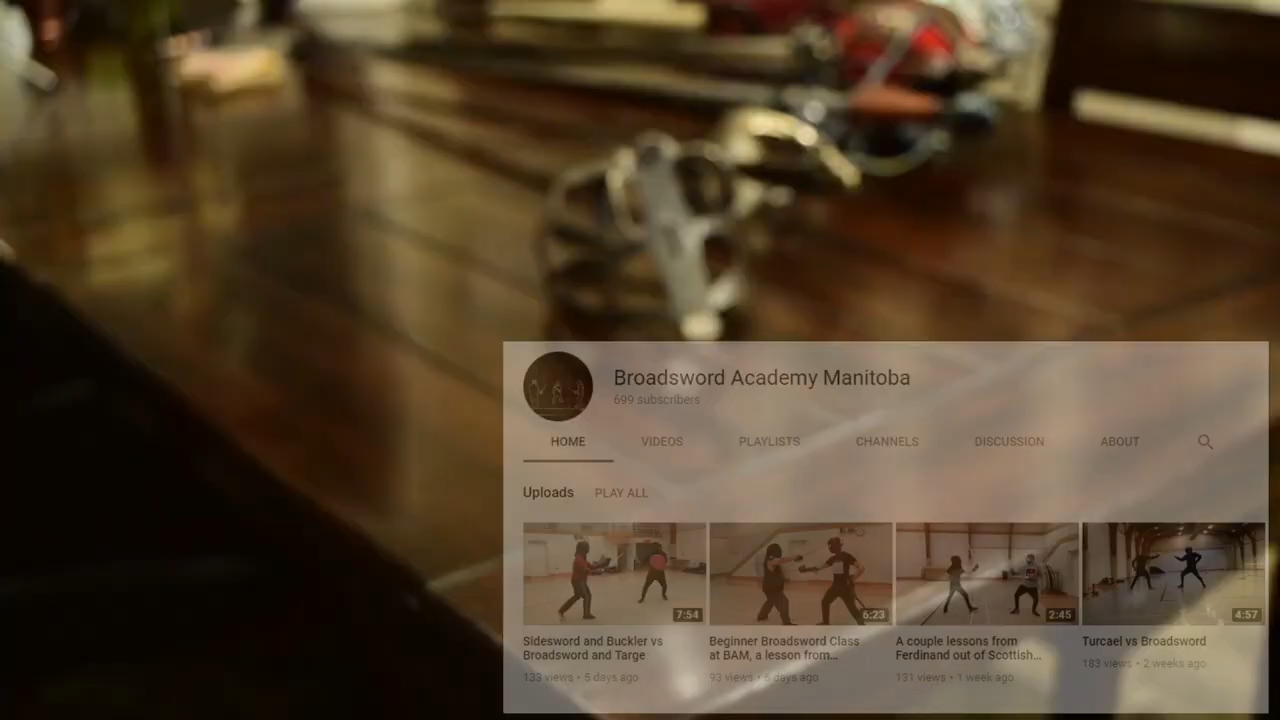 Broadsword Academy Manitoba
699 subscribers
HOME VIDEOS PLAYLISTS CHANNELS DISCUSSION ABOUT
Uploads PLAY ALL
7:54 6:23 2:45 4:57
Sidesword and Buckler vs
Broadsword and Targe
133 views • 5 days ago
Beginner Broadsword Class
at BAM, a lesson from...
93 views • 6 days ago
A couple lessons from
Ferdinand out of Scottish...
131 views • 1 week ago
Turcael vs Broadsword
183 views • 2 weeks ago